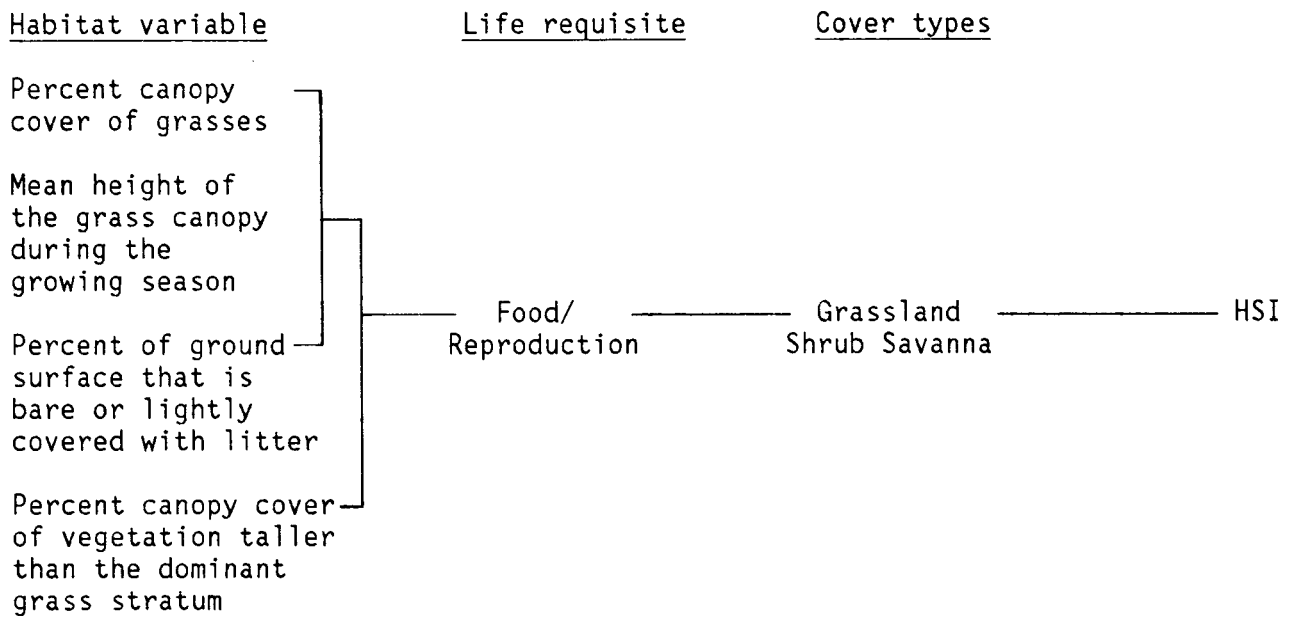 Habitat variable Life requisite Cover types
Percent canopy
cover of grasses
Mean height of
the grass canopy
during the
growing season
Percent of ground
surface that is
bare or lightly
covered with litter
Percent canopy cover
of vegetation taller
than the dominant
grass stratum
Food/
Reproduction
Grassland
Shrub Savanna
HSI